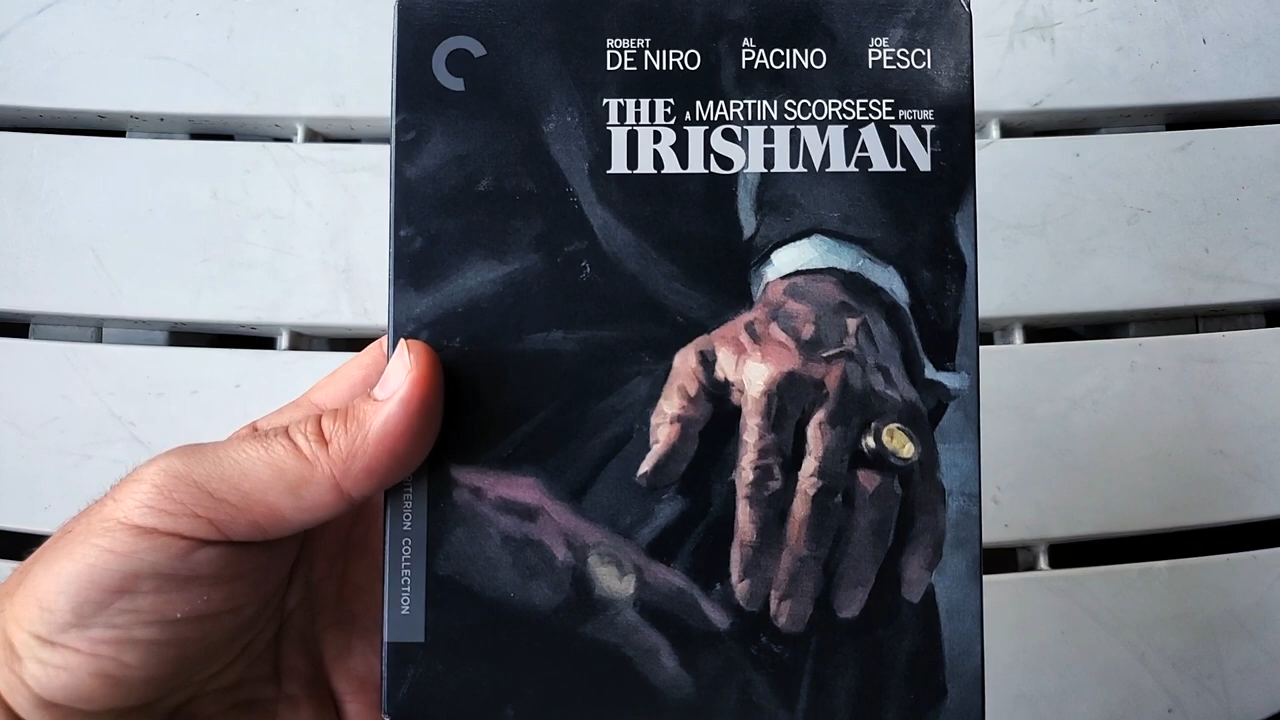 ROBERT AL JOE
DE NIRO PACINO PESCI
THE A MARTIN SCORSESE PICTURE
IRISHMAN
COLLECTION